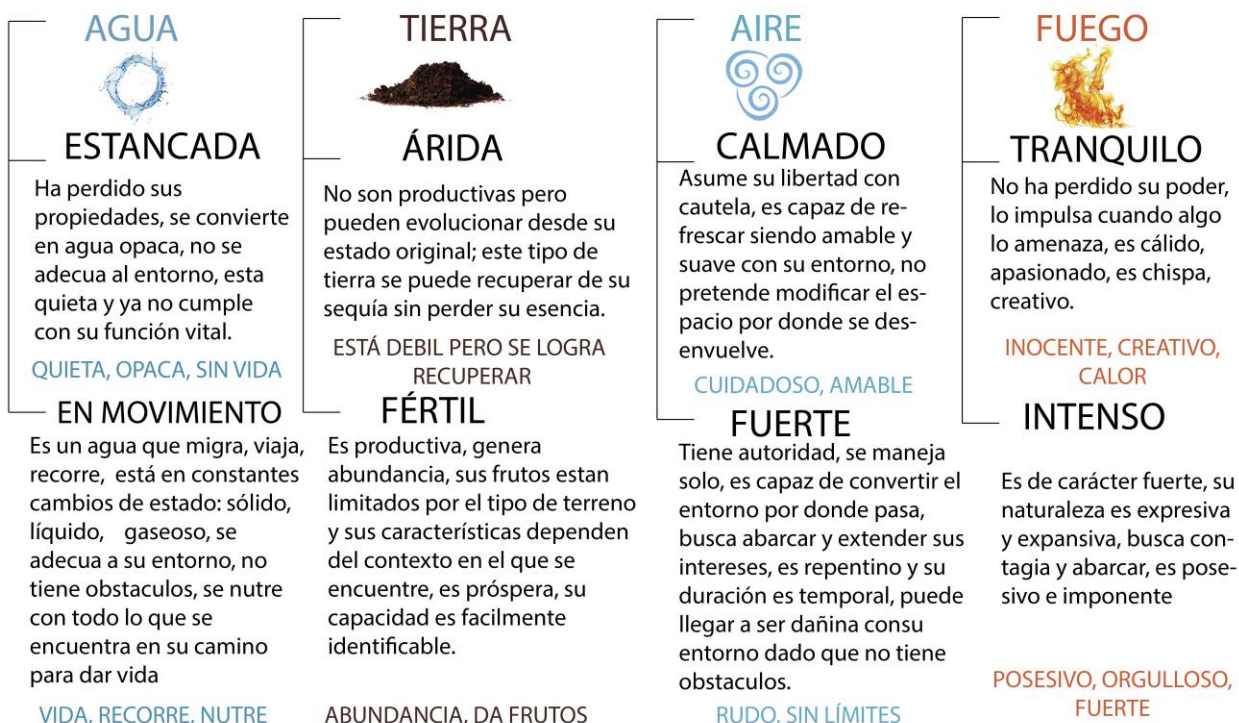 AGUA
ESTANCADA
Ha perdido sus
propiedades, se convierte
en agua opaca, no se
adecua al entorno, esta
quieta y ya no cumple
con su función vital.
QUIETA, OPACA, SIN VIDA
EN MOVIMIENTO
Es un agua que migra, viaja,
recorre, está en constantes
cambios de estado: sólido,
líquido, gaseoso, se
adecua a su entorno, no
tiene obstaculos, se nutre
con todo lo que se
encuentra en su camino
para dar vida
VIDA, RECORRE, NUTRE
TIERRA
ÁRIDA
No son productivas pero
pueden evolucionar desde su
estado original; este tipo de
tierra se puede recuperar de su
sequía sin perder su esencia.
ESTÁ DEBIL PERO SE LOGRA
RECUPERAR
FÉRTIL
Es productiva, genera
abundancia, sus frutos estan
limitados por el tipo de terreno
y sus características dependen
del contexto en el que se
encuentre, es próspera, su
capacidad es facilmente
identificable.
ABUNDANCIA, DA FRUTOS
AIRE
CALMADO
Asume su libertad con
cautela, es capaz de re-
frescar siendo amable y
suave con su entorno, no
pretende modificar el es-
pacio por donde se des-
envuelve.
CUIDADOSO, AMABLE
FUERTE
Tiene autoridad, se maneja
solo, es capaz de convertir el
entorno por donde pasa,
busca abarcar y extender sus
intereses, es repentino y su
duración es temporal, puede
llegar a ser dañina consu
entorno dado que no tiene
obstaculos.
RUDO, SIN LÍMITES
FUEGO
TRANQUILO
No ha perdido su poder,
lo impulsa cuando algo
lo amenaza, es cálido,
apasionado, es chispa,
creativo.
INOCENTE, CREATIVO,
CALOR
INTENSO
Es de carácter fuerte, su
naturaleza es expresiva
y expansiva, busca con-
tagia y abarcar, es pose-
sivo e imponente
POSESIVO, ORGULLOSO,
FUERTE